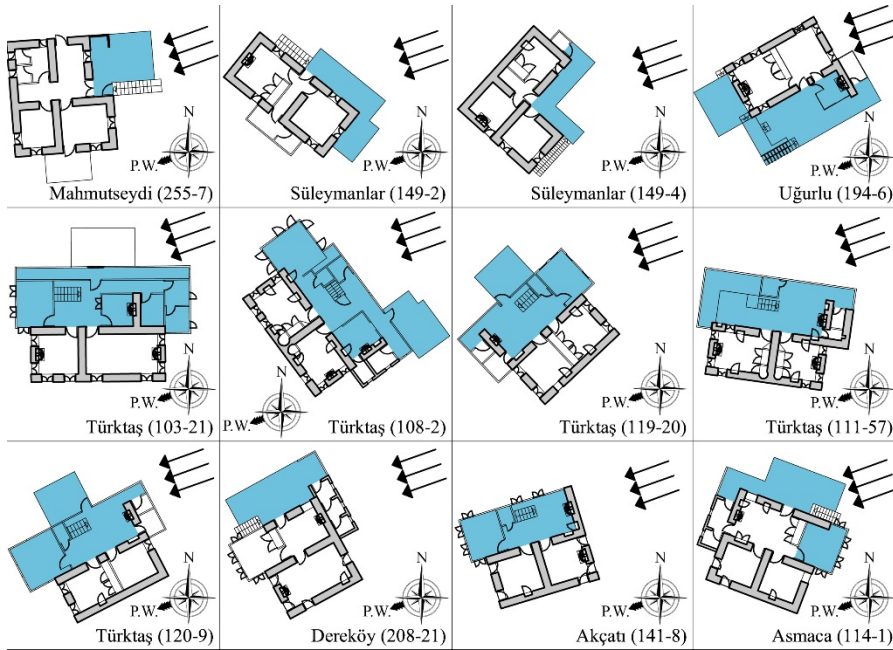 N
P.W.
Mahmutseydi (255-7)
N
P.W.
Süleymanlar (149-2)
N
P.W.
Süleymanlar (149-4)
N
P.W.
Uğurlu (194-6)
N
P.W.
Türktaş (103-21)
N
P.W.
Türktaş (108-2)
N
P.W.
Türktaş (119-20)
N
P.W.
Türktaş (111-57)
N
P.W.
Türktaş (120-9)
N
P.W.
Dereköy (208-21)
N
P.W.
Akçatı (141-8)
N
P.W.
Asmaca (114-1)